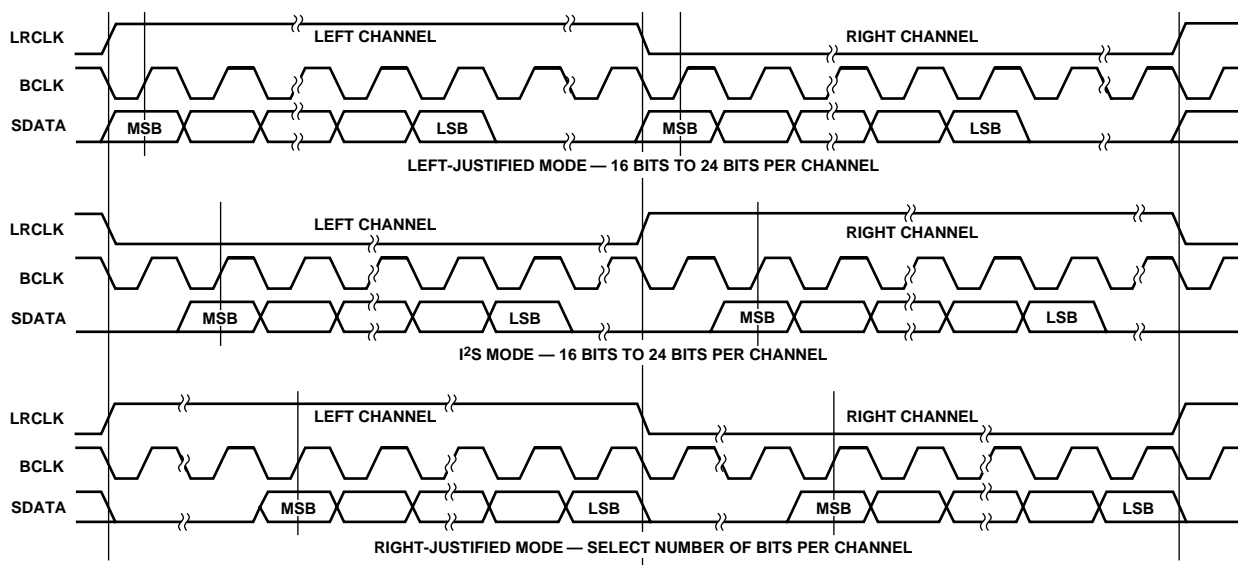 LRCLK
LEFT CHANNEL
RIGHT CHANNEL
BCLK
SDATA
MSB
LSB
MSB
LSB
LEFT-JUSTIFIED MODE — 16 BITS TO 24 BITS PER CHANNEL
LRCLK
LEFT CHANNEL
RIGHT CHANNEL
BCLK
SDATA
MSB
LSB
MSB
LSB
I²S MODE — 16 BITS TO 24 BITS PER CHANNEL
LRCLK
LEFT CHANNEL
RIGHT CHANNEL
BCLK
SDATA
MSB
LSB
MSB
LSB
RIGHT-JUSTIFIED MODE — SELECT NUMBER OF BITS PER CHANNEL